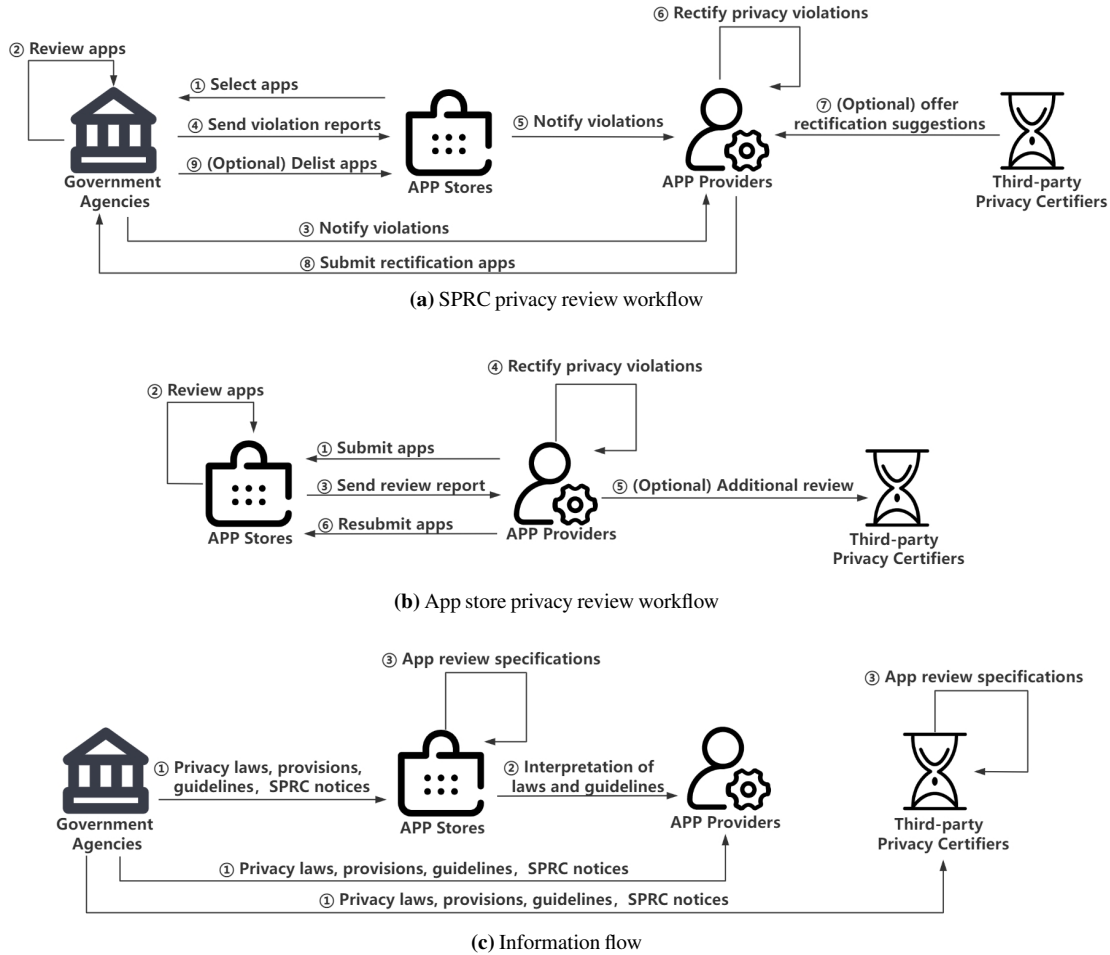 ⑥ Rectify privacy violations
② Review apps
① Select apps
④ Send violation reports
⑨ (Optional) Delist apps
⑤ Notify violations
⑦ (Optional) offer
rectification suggestions
Government
Agencies
APP Stores
APP Providers
Third-party
Privacy Certifiers
③ Notify violations
⑧ Submit rectification apps
(a) SPRC privacy review workflow
④ Rectify privacy violations
② Review apps
① Submit apps
③ Send review report
⑥ Resubmit apps
⑤ (Optional) Additional review
APP Stores
APP Providers
Third-party
Privacy Certifiers
(b) App store privacy review workflow
③ App review specifications
③ App review specifications
① Privacy laws, provisions,
guidelines, SPRC notices
② Interpretation of
laws and guidelines
Government
Agencies
APP Stores
APP Providers
Third-party
Privacy Certifiers
① Privacy laws, provisions, guidelines, SPRC notices
① Privacy laws, provisions, guidelines, SPRC notices
(c) Information flow